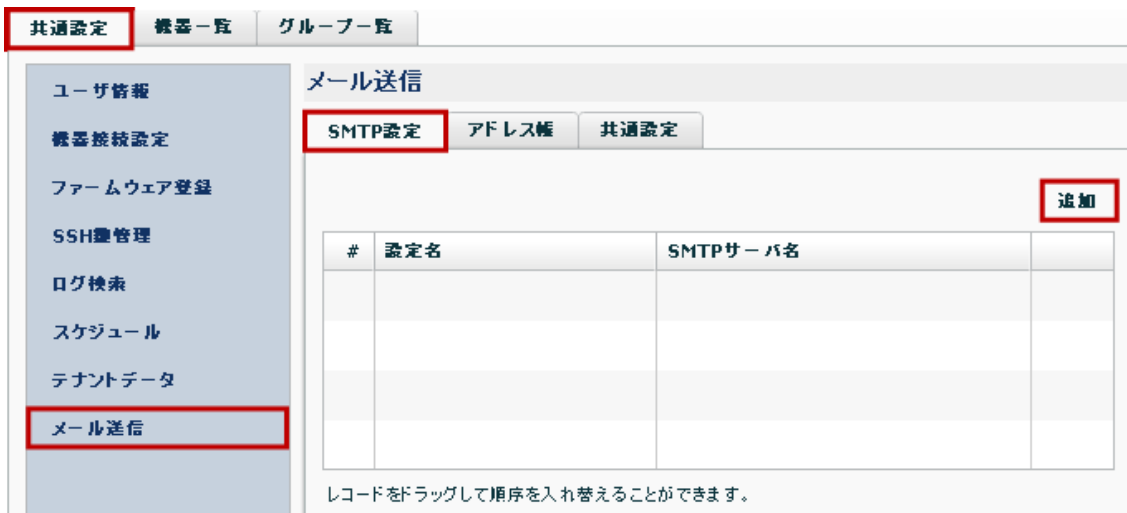 共通設定 機器一覧 グループ一覧
ユーザ情報
機器接続設定
ファームウェア登録
SSH鍵管理
ログ検索
スケジュール
テナントデータ
メール送信
メール送信
SMTP設定 アドレス帳 共通設定
追加
# 設定名 SMTPサーバ名
レコードをドラッグして順序を入れ替えることができます。